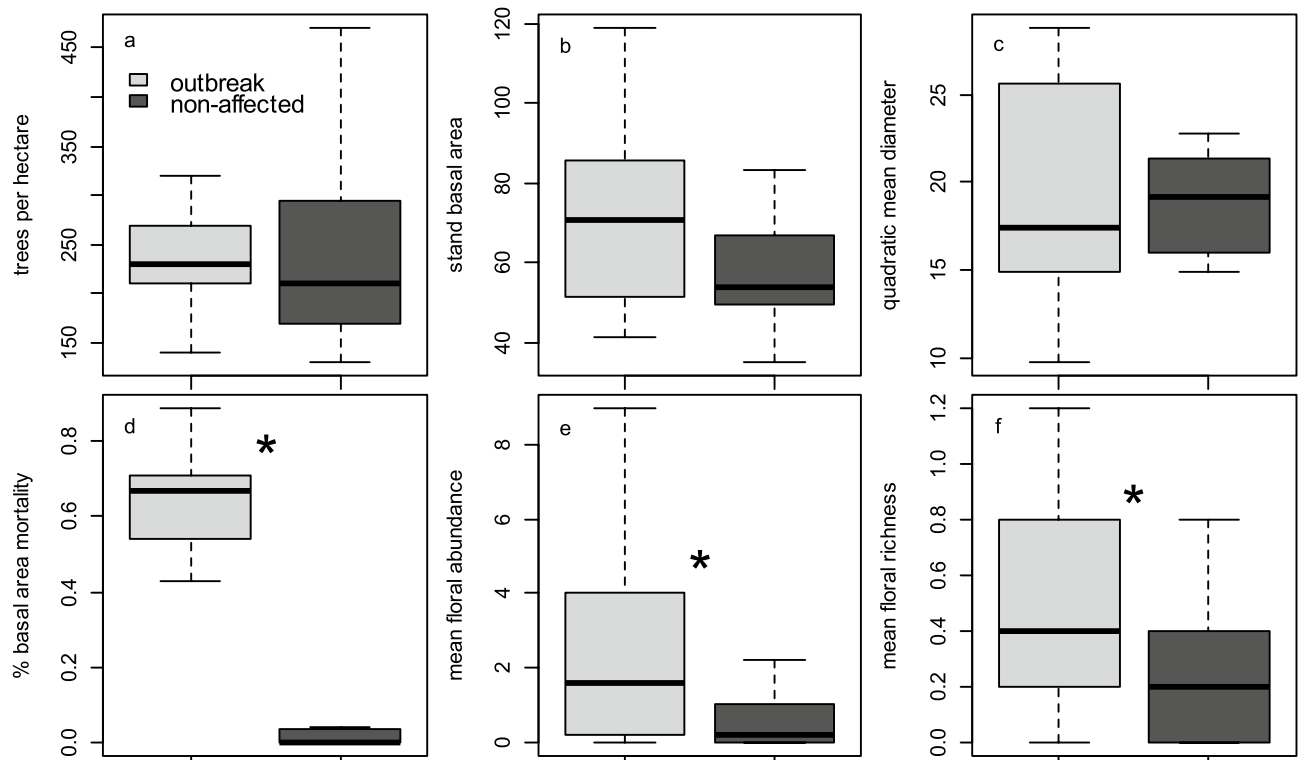 a
outbreak
non-affected
trees per hectare
450
350
250
150
b
stand basal area
120
100
80
60
40
c
quadratic mean diameter
25
20
15
10
d
*
% basal area mortality
0.8
0.6
0.4
0.2
0.0
e
*
mean floral abundance
8
6
4
2
0
f
*
mean floral richness
1.2
1.0
0.8
0.6
0.4
0.2
0.0